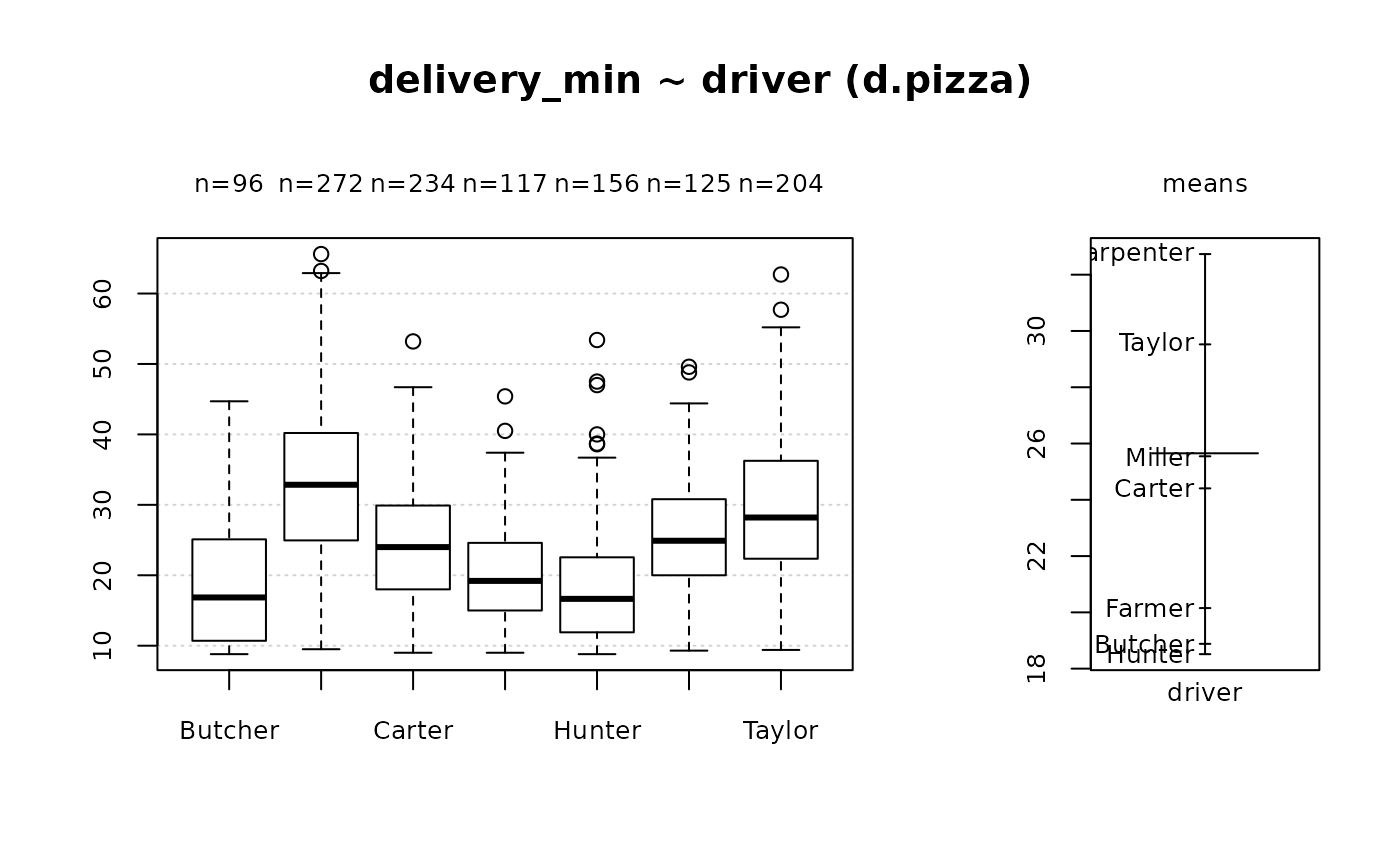 delivery_min ~ driver (d.pizza)
n=96 n=272 n=234 n=117 n=156 n=125 n=204
means
60
50
40
30
20
10
Butcher Carter Hunter Taylor
30
26
22
18
arpenter
Taylor
Miller
Carter
Farmer
Butcher
Hunter
driver